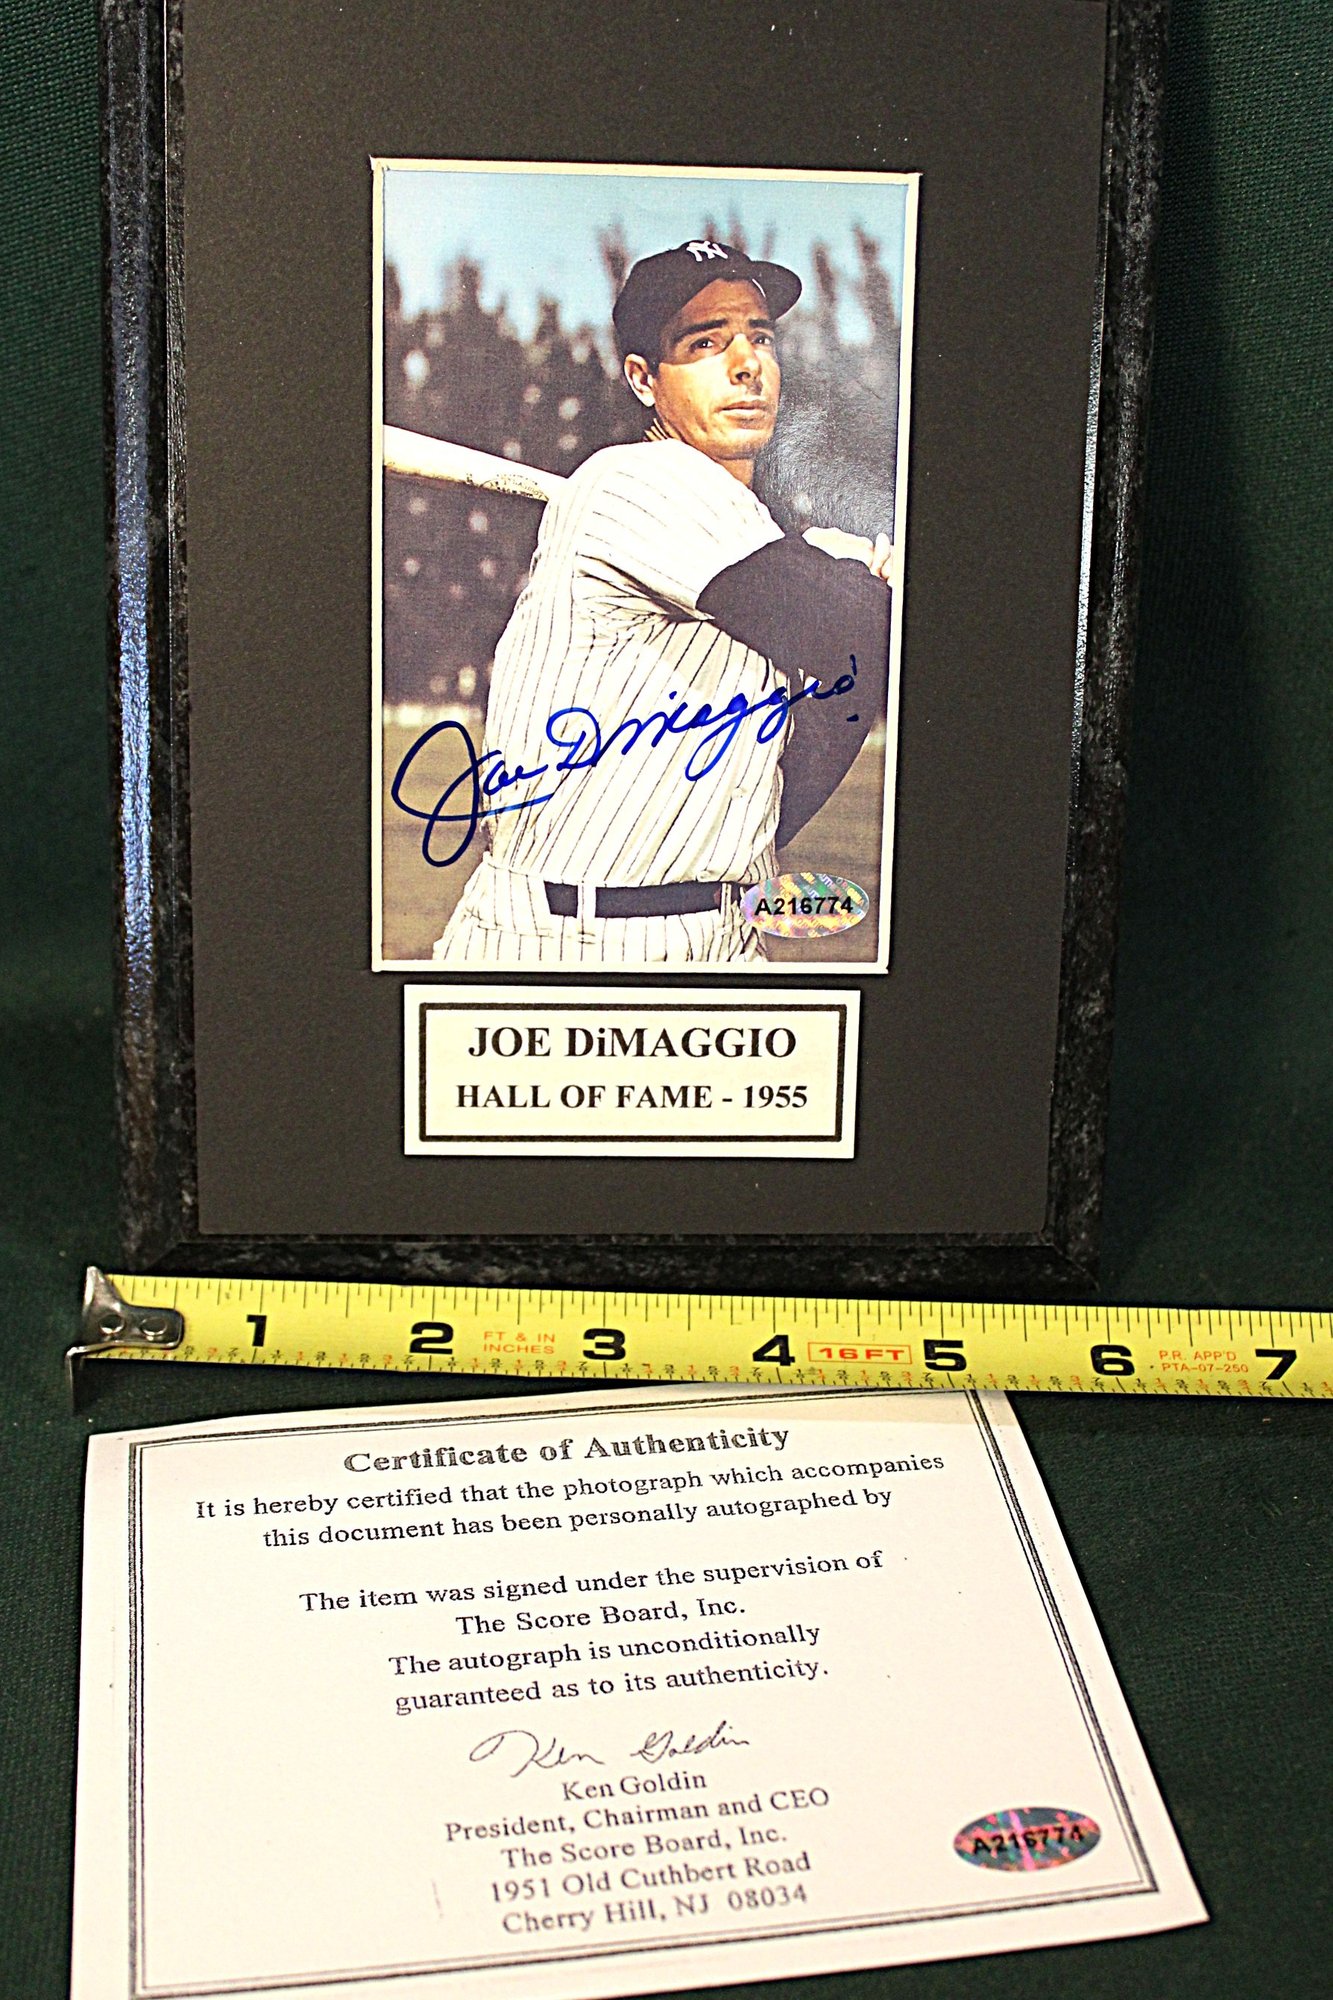 NY
Joe DiMaggio
A216774
JOE DiMAGGIO
HALL OF FAME - 1955
1 2 FT & IN INCHES 3 4 16FT 5 6 P.R. APP'D PTA-07-250 7
Certificate of Authenticity
It is hereby certified that the photograph which accompanies
this document has been personally autographed by
The item was signed under the supervision of
The Score Board, Inc.
The autograph is unconditionally
guaranteed as to its authenticity.
Ken Goldin
Ken Goldin
President, Chairman and CEO
The Score Board, Inc.
1951 Old Cuthbert Road
Cherry Hill, NJ 08034
A216774